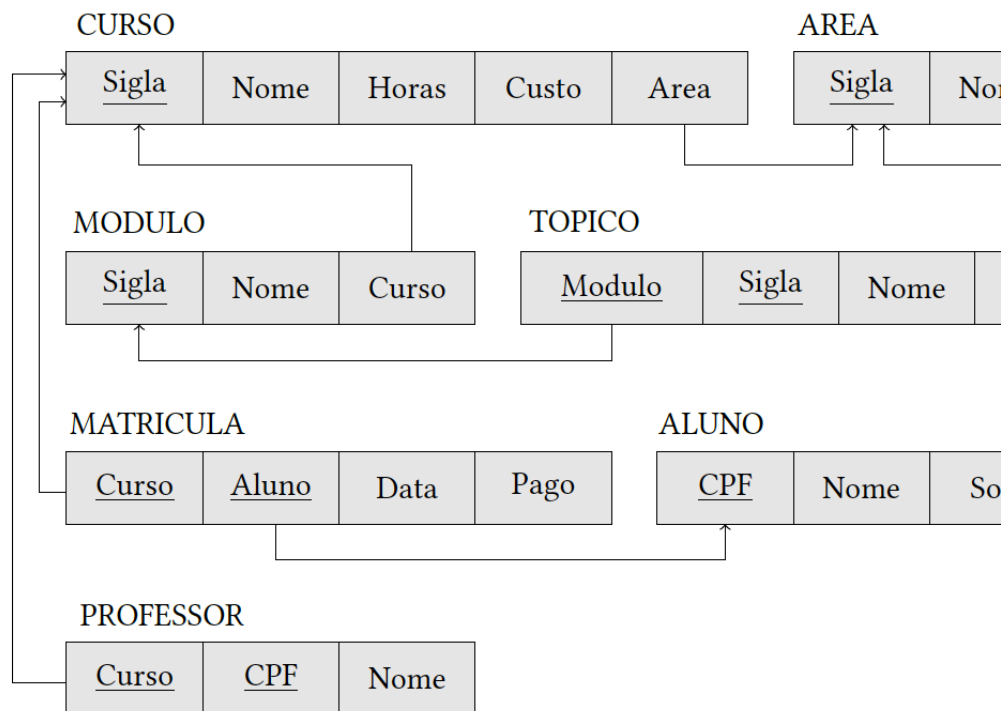 CURSO AREA
Sigla Nome Horas Custo Area Sigla
MODULO TOPICO
Sigla Nome Curso Modulo Sigla Nome
MATRICULA ALUNO
Curso Aluno Data Pago CPF Nome
PROFESSOR
Curso CPF Nome